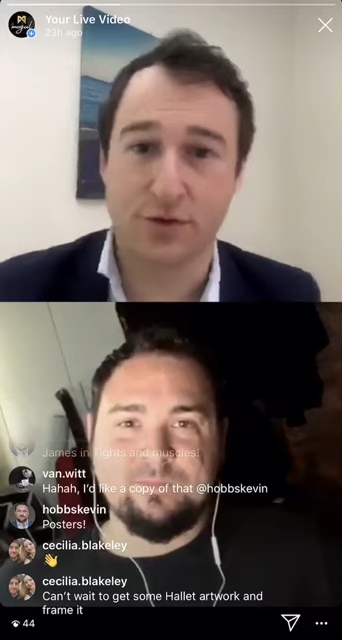 Your Live Video
23h ago
James in tights and muscles!
van.witt
Hahah, I'd like a copy of that @hobbskevin
hobbskevin
Posters!
cecilia.blakeley
👋
cecilia.blakeley
Can't wait to get some Hallet artwork and
frame it
44